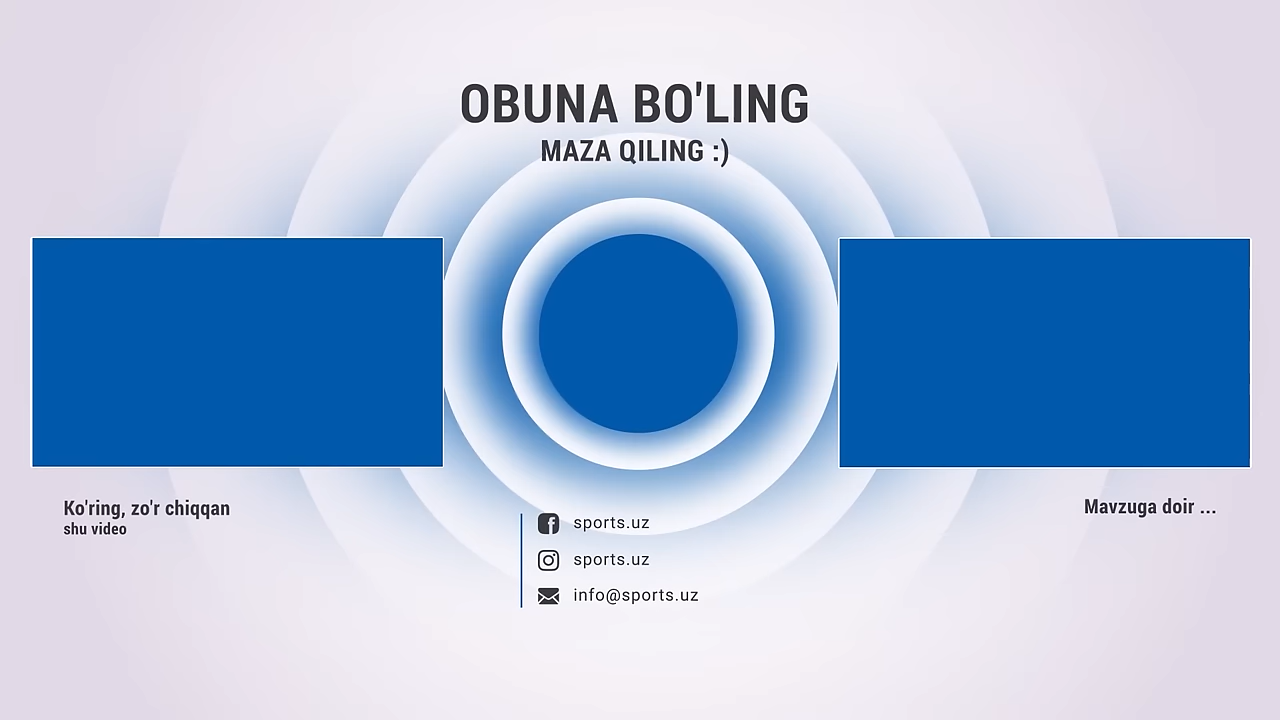 OBUNA BO'LING
MAZA QILING :)
Ko'ring, zo'r chiqqan
shu video
Mavzuga doir ...
sports.uz
sports.uz
info@sports.uz